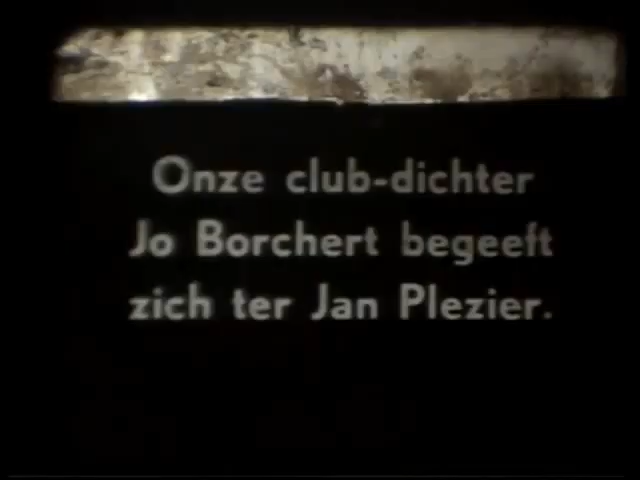 Onze club-dichter
Jo Borchert begeeft
zich ter Jan Plezier.